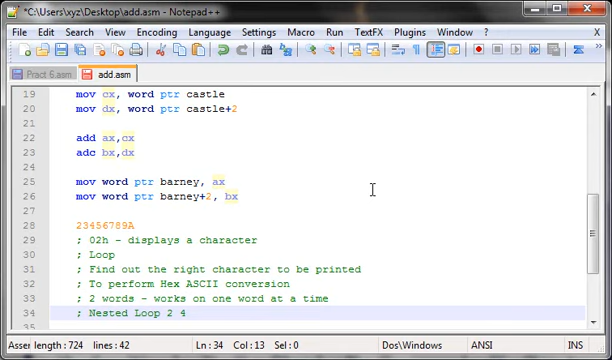 *C:\Users\xyz\Desktop\add.asm - Notepad++
File Edit Search View Encoding Language Settings Macro Run TextFX Plugins Window ? X
Pract 6.asm add.asm
19 mov cx, word ptr castle
20 mov dx, word ptr castle+2
21
22 add ax,cx
23 adc bx,dx
24
25 mov word ptr barney, ax
26 mov word ptr barney+2, bx
27
28 23456789A
29 ; 02h - displays a character
30 ; Loop
31 ; Find out the right character to be printed
32 ; To perform Hex ASCII conversion
33 ; 2 words - works on one word at a time
34 ; Nested Loop 2 4
35
Asser length : 724 lines : 42 Ln : 34 Col : 13 Sel : 0 Dos\Windows ANSI INS